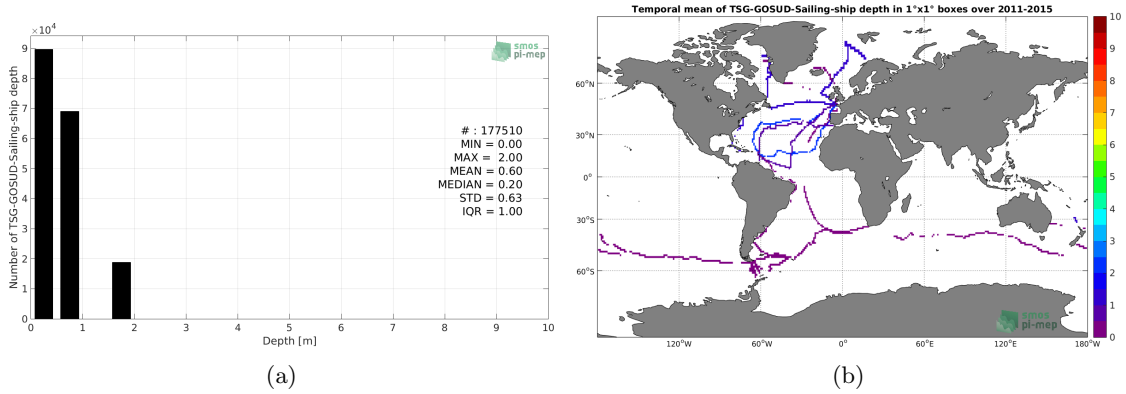 ×10⁴
9
8
7
6
5
4
3
2
1
0
Number of TSG-GOSUD-Sailing-ship depth
smos
pi-mep
# : 177510
MIN = 0.00
MAX = 2.00
MEAN = 0.60
MEDIAN = 0.20
STD = 0.63
IQR = 1.00
0 1 2 3 4 5 6 7 8 9 10
Depth [m]
(a)
Temporal mean of TSG-GOSUD-Sailing-ship depth in 1°x1° boxes over 2011-2015
60°N
30°N
0°
30°S
60°S
120°W 60°W 0° 60°E 120°E 180°W
smos
pi-mep
10
9
8
7
6
5
4
3
2
1
0
(b)